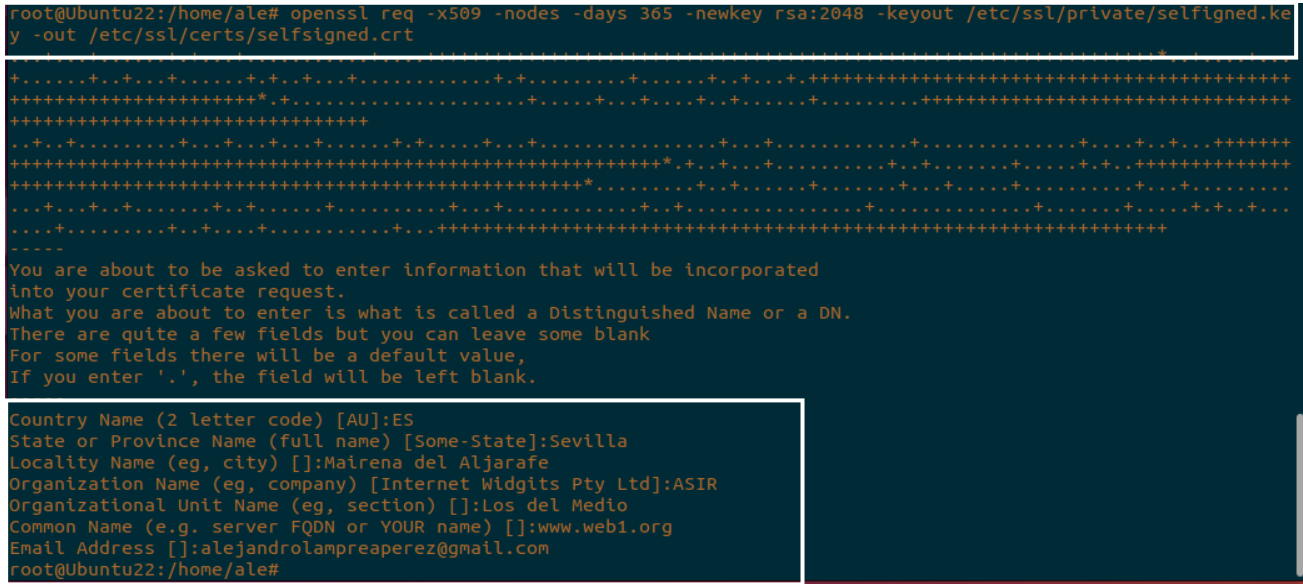 root@Ubuntu22:/home/ale# openssl req -x509 -nodes -days 365 -newkey rsa:2048 -keyout /etc/ssl/private/selfigned.ke
y -out /etc/ssl/certs/selfsigned.crt
-----
You are about to be asked to enter information that will be incorporated
into your certificate request.
What you are about to enter is what is called a Distinguished Name or a DN.
There are quite a few fields but you can leave some blank
For some fields there will be a default value,
If you enter '.', the field will be left blank.
Country Name (2 letter code) [AU]:ES
State or Province Name (full name) [Some-State]:Sevilla
Locality Name (eg, city) []:Mairena del Aljarafe
Organization Name (eg, company) [Internet Widgits Pty Ltd]:ASIR
Organizational Unit Name (eg, section) []:Los del Medio
Common Name (e.g. server FQDN or YOUR name) []:www.web1.org
Email Address []:alejandrolampreaperez@gmail.com
root@Ubuntu22:/home/ale#